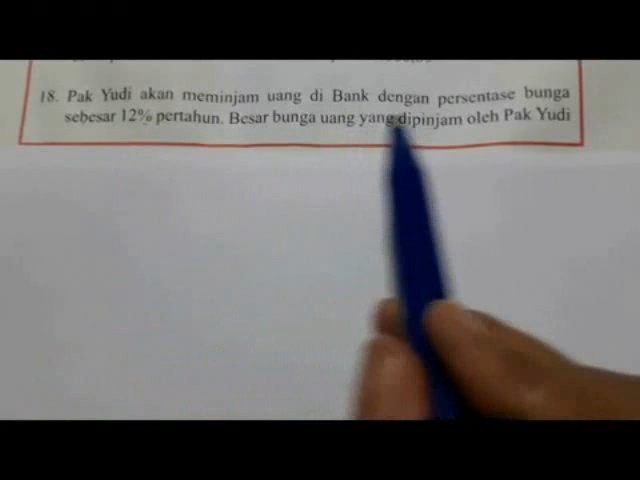 18. Pak Yudi akan meminjam uang di Bank dengan persentase bunga
sebesar 12% pertahun. Besar bunga uang yang dipinjam oleh Pak Yudi